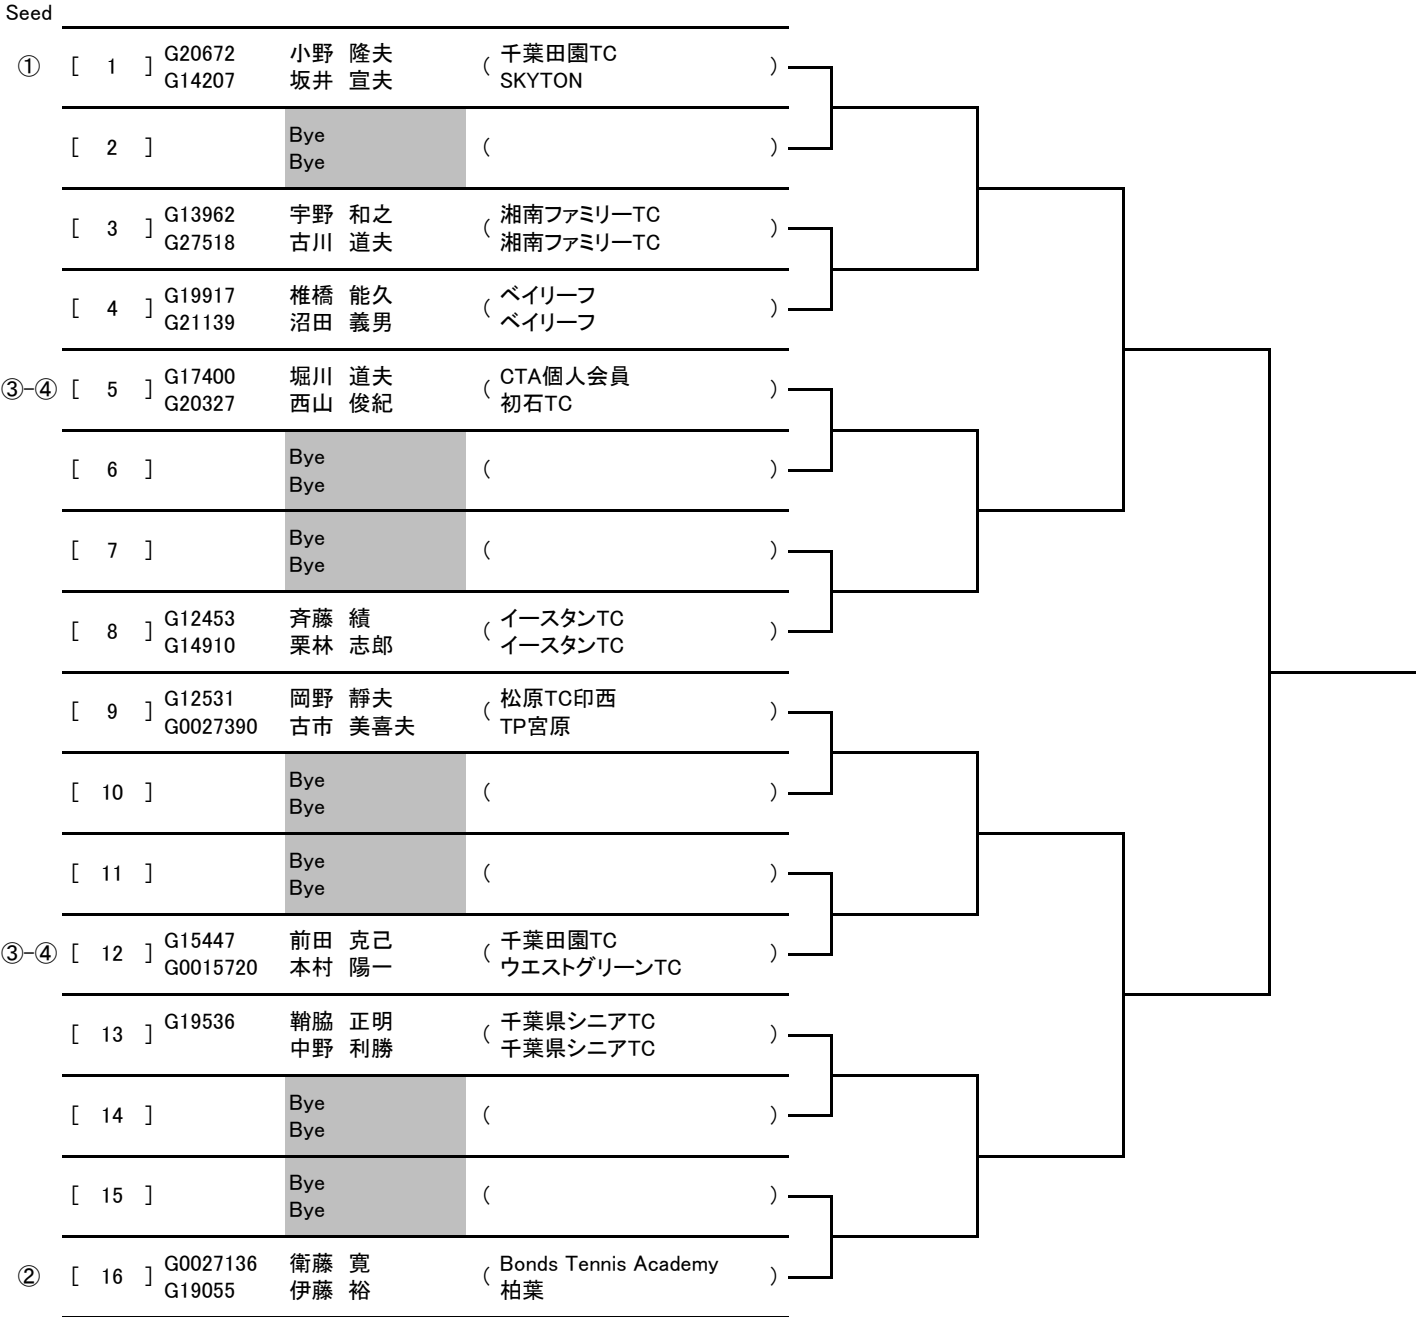 Seed
① [ 1 ] G20672 小野 隆夫 ( 千葉田園TC )
G14207 坂井 宣夫 SKYTON
[ 2 ] Bye ( )
Bye
[ 3 ] G13962 宇野 和之 ( 湘南ファミリーTC )
G27518 古川 道夫 湘南ファミリーTC
[ 4 ] G19917 椎橋 能久 ( ベイリーフ )
G21139 沼田 義男 ベイリーフ
③-④ [ 5 ] G17400 堀川 道夫 ( CTA個人会員 )
G20327 西山 俊紀 初石TC
[ 6 ] Bye ( )
Bye
[ 7 ] Bye ( )
Bye
[ 8 ] G12453 斉藤 績 ( イースタンTC )
G14910 栗林 志郎 イースタンTC
[ 9 ] G12531 岡野 靜夫 ( 松原TC印西 )
G0027390 古市 美喜夫 TP宮原
[ 10 ] Bye ( )
Bye
[ 11 ] Bye ( )
Bye
③-④ [ 12 ] G15447 前田 克己 ( 千葉田園TC )
G0015720 本村 陽一 ウエストグリーンTC
[ 13 ] G19536 鞘脇 正明 ( 千葉県シニアTC )
中野 利勝 千葉県シニアTC
[ 14 ] Bye ( )
Bye
[ 15 ] Bye ( )
Bye
② [ 16 ] G0027136 衛藤 寛 ( Bonds Tennis Academy )
G19055 伊藤 裕 柏葉